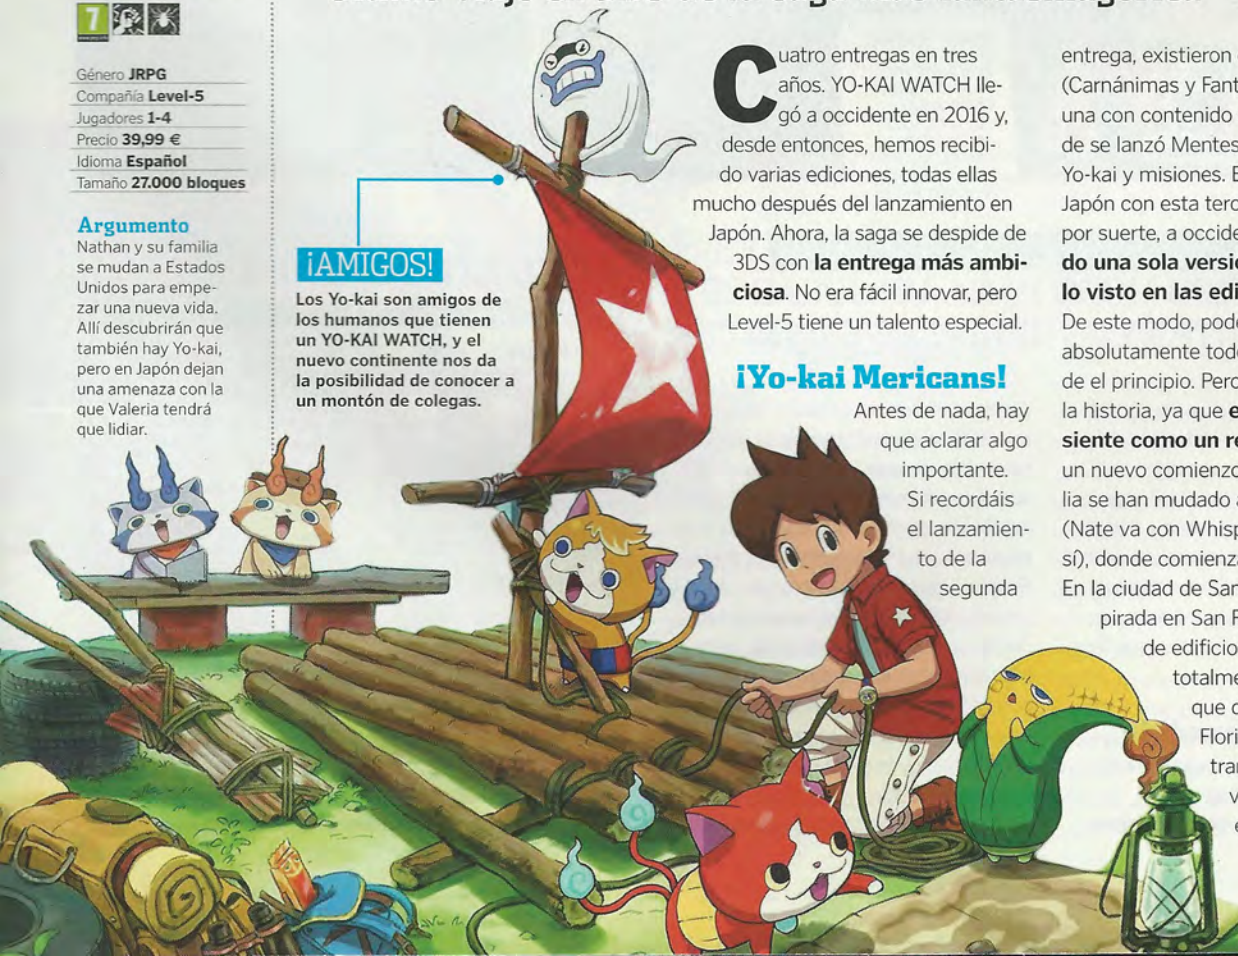 7
Género JRPG
Compañía Level-5
Jugadores 1-4
Precio 39,99 €
Idioma Español
Tamaño 27.000 bloques
Argumento
Nathan y su familia
se mudan a Estados
Unidos para empe-
zar una nueva vida.
Allí descubrirán que
también hay Yo-kai,
pero en Japón dejan
una amenaza con la
que Valeria tendrá
que lidiar.
¡AMIGOS!
Los Yo-kai son amigos de
los humanos que tienen
un YO-KAI WATCH, y el
nuevo continente nos da
la posibilidad de conocer a
un montón de colegas.
Cuatro entregas en tres
años. YO-KAI WATCH lle-
gó a occidente en 2016 y,
desde entonces, hemos recibi-
do varias ediciones, todas ellas
mucho después del lanzamiento en
Japón. Ahora, la saga se despide de
3DS con la entrega más ambi-
ciosa. No era fácil innovar, pero
Level-5 tiene un talento especial.
¡Yo-kai Mericans!
Antes de nada, hay
que aclarar algo
importante.
Si recordáis
el lanzamien-
to de la
segunda
entrega, existieron
(Carnánimas y Fant
una con contenido
de se lanzó Mentes
Yo-kai y misiones. E
Japón con esta terc
por suerte, a occide
do una sola versi
lo visto en las edi
De este modo, pod
absolutamente tod
de el principio. Perc
la historia, ya que e
siente como un re
un nuevo comienzo
lia se han mudado a
(Nate va con Whisp
sí), donde comienz
En la ciudad de San
pirada en San F
de edificio
totalme
que c
Flori
tra
v
e